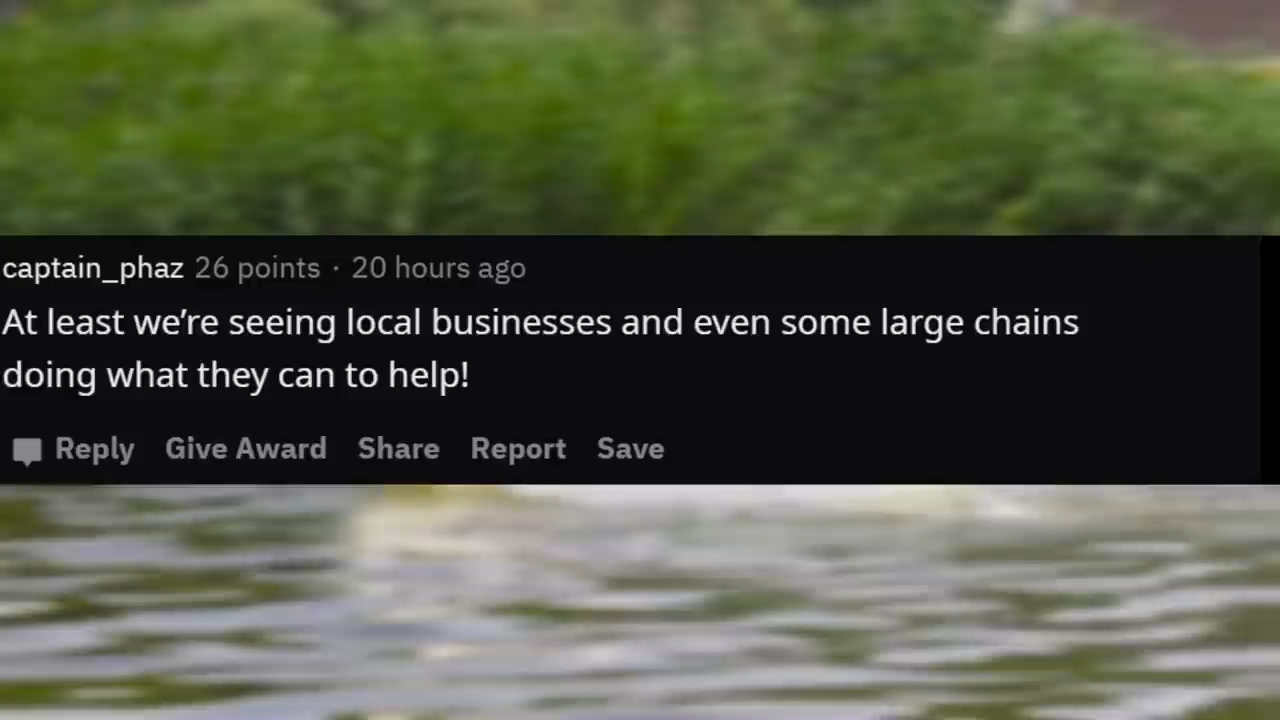 captain_phaz 26 points · 20 hours ago
At least we’re seeing local businesses and even some large chains
doing what they can to help!
Reply Give Award Share Report Save